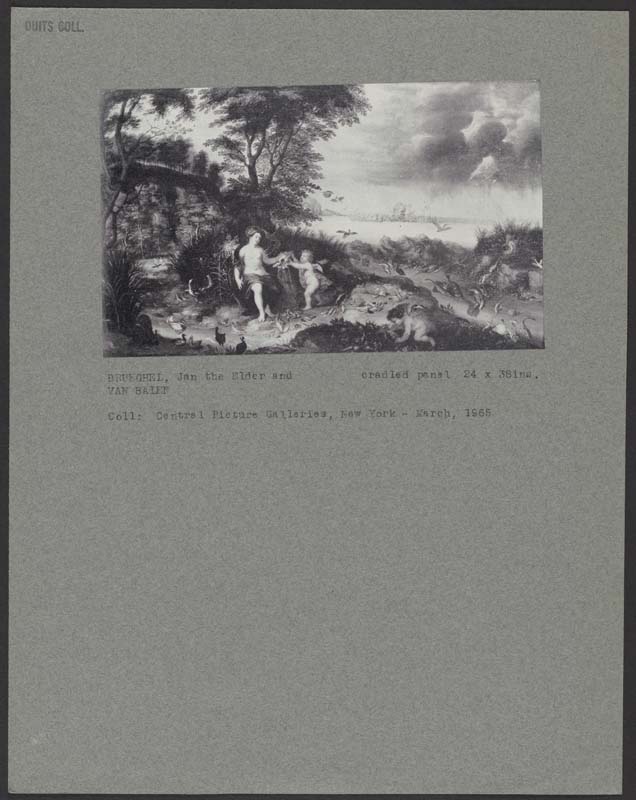 OUITS COLL.
BRUEGHEL, Jan the Elder and cradled panel 24 x 38ins.
VAN BALEN
Coll: Central Picture Galleries, New York - March, 1965